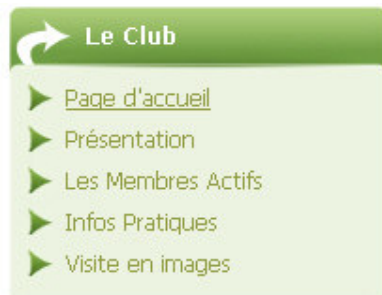 Le Club
Page d'accueil
Présentation
Les Membres Actifs
Infos Pratiques
Visite en images